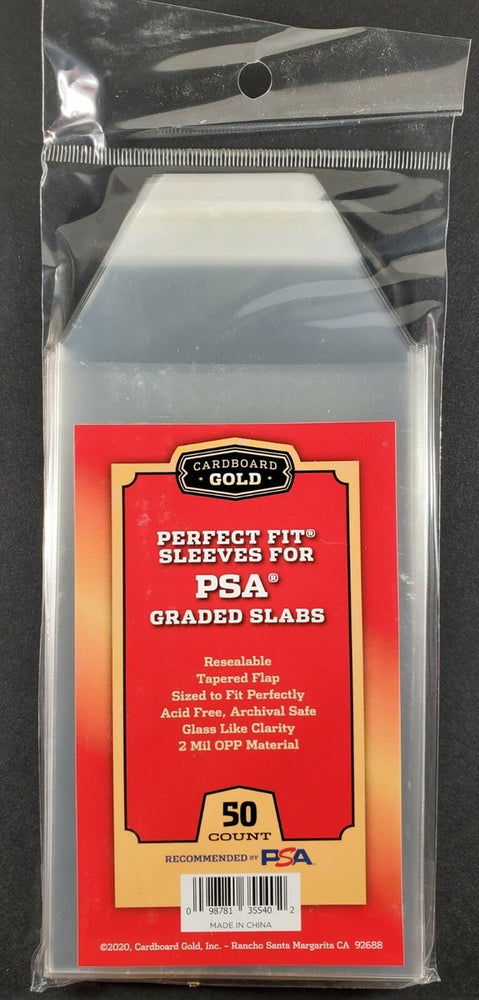 CARDBOARD
· GOLD ·
PERFECT FIT®
SLEEVES FOR
PSA®
GRADED SLABS
Resealable
Tapered Flap
Sized to Fit Perfectly
Acid Free, Archival Safe
Glass Like Clarity
2 Mil OPP Material
50
COUNT
RECOMMENDED BY PSA
0 98781 35540 2
MADE IN CHINA
©2020, Cardboard Gold, Inc. – Rancho Santa Margarita CA 92688